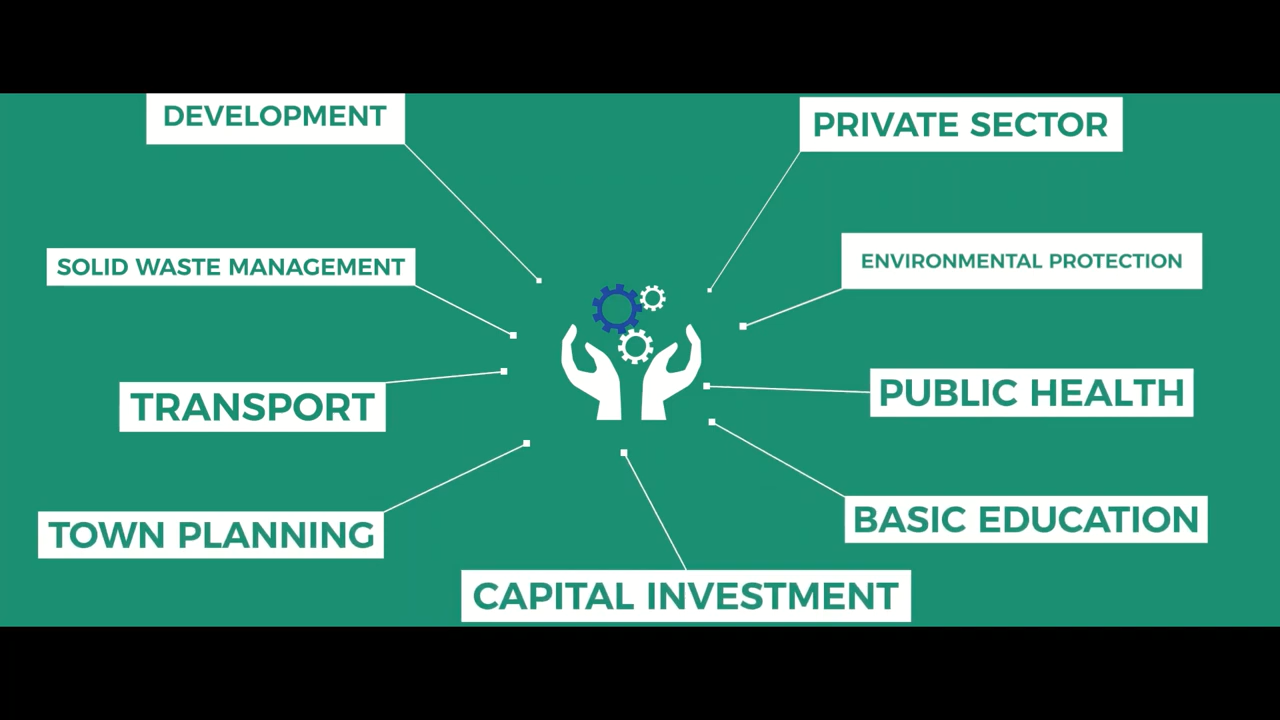 DEVELOPMENT
PRIVATE SECTOR
SOLID WASTE MANAGEMENT
ENVIRONMENTAL PROTECTION
TRANSPORT
PUBLIC HEALTH
TOWN PLANNING
BASIC EDUCATION
CAPITAL INVESTMENT